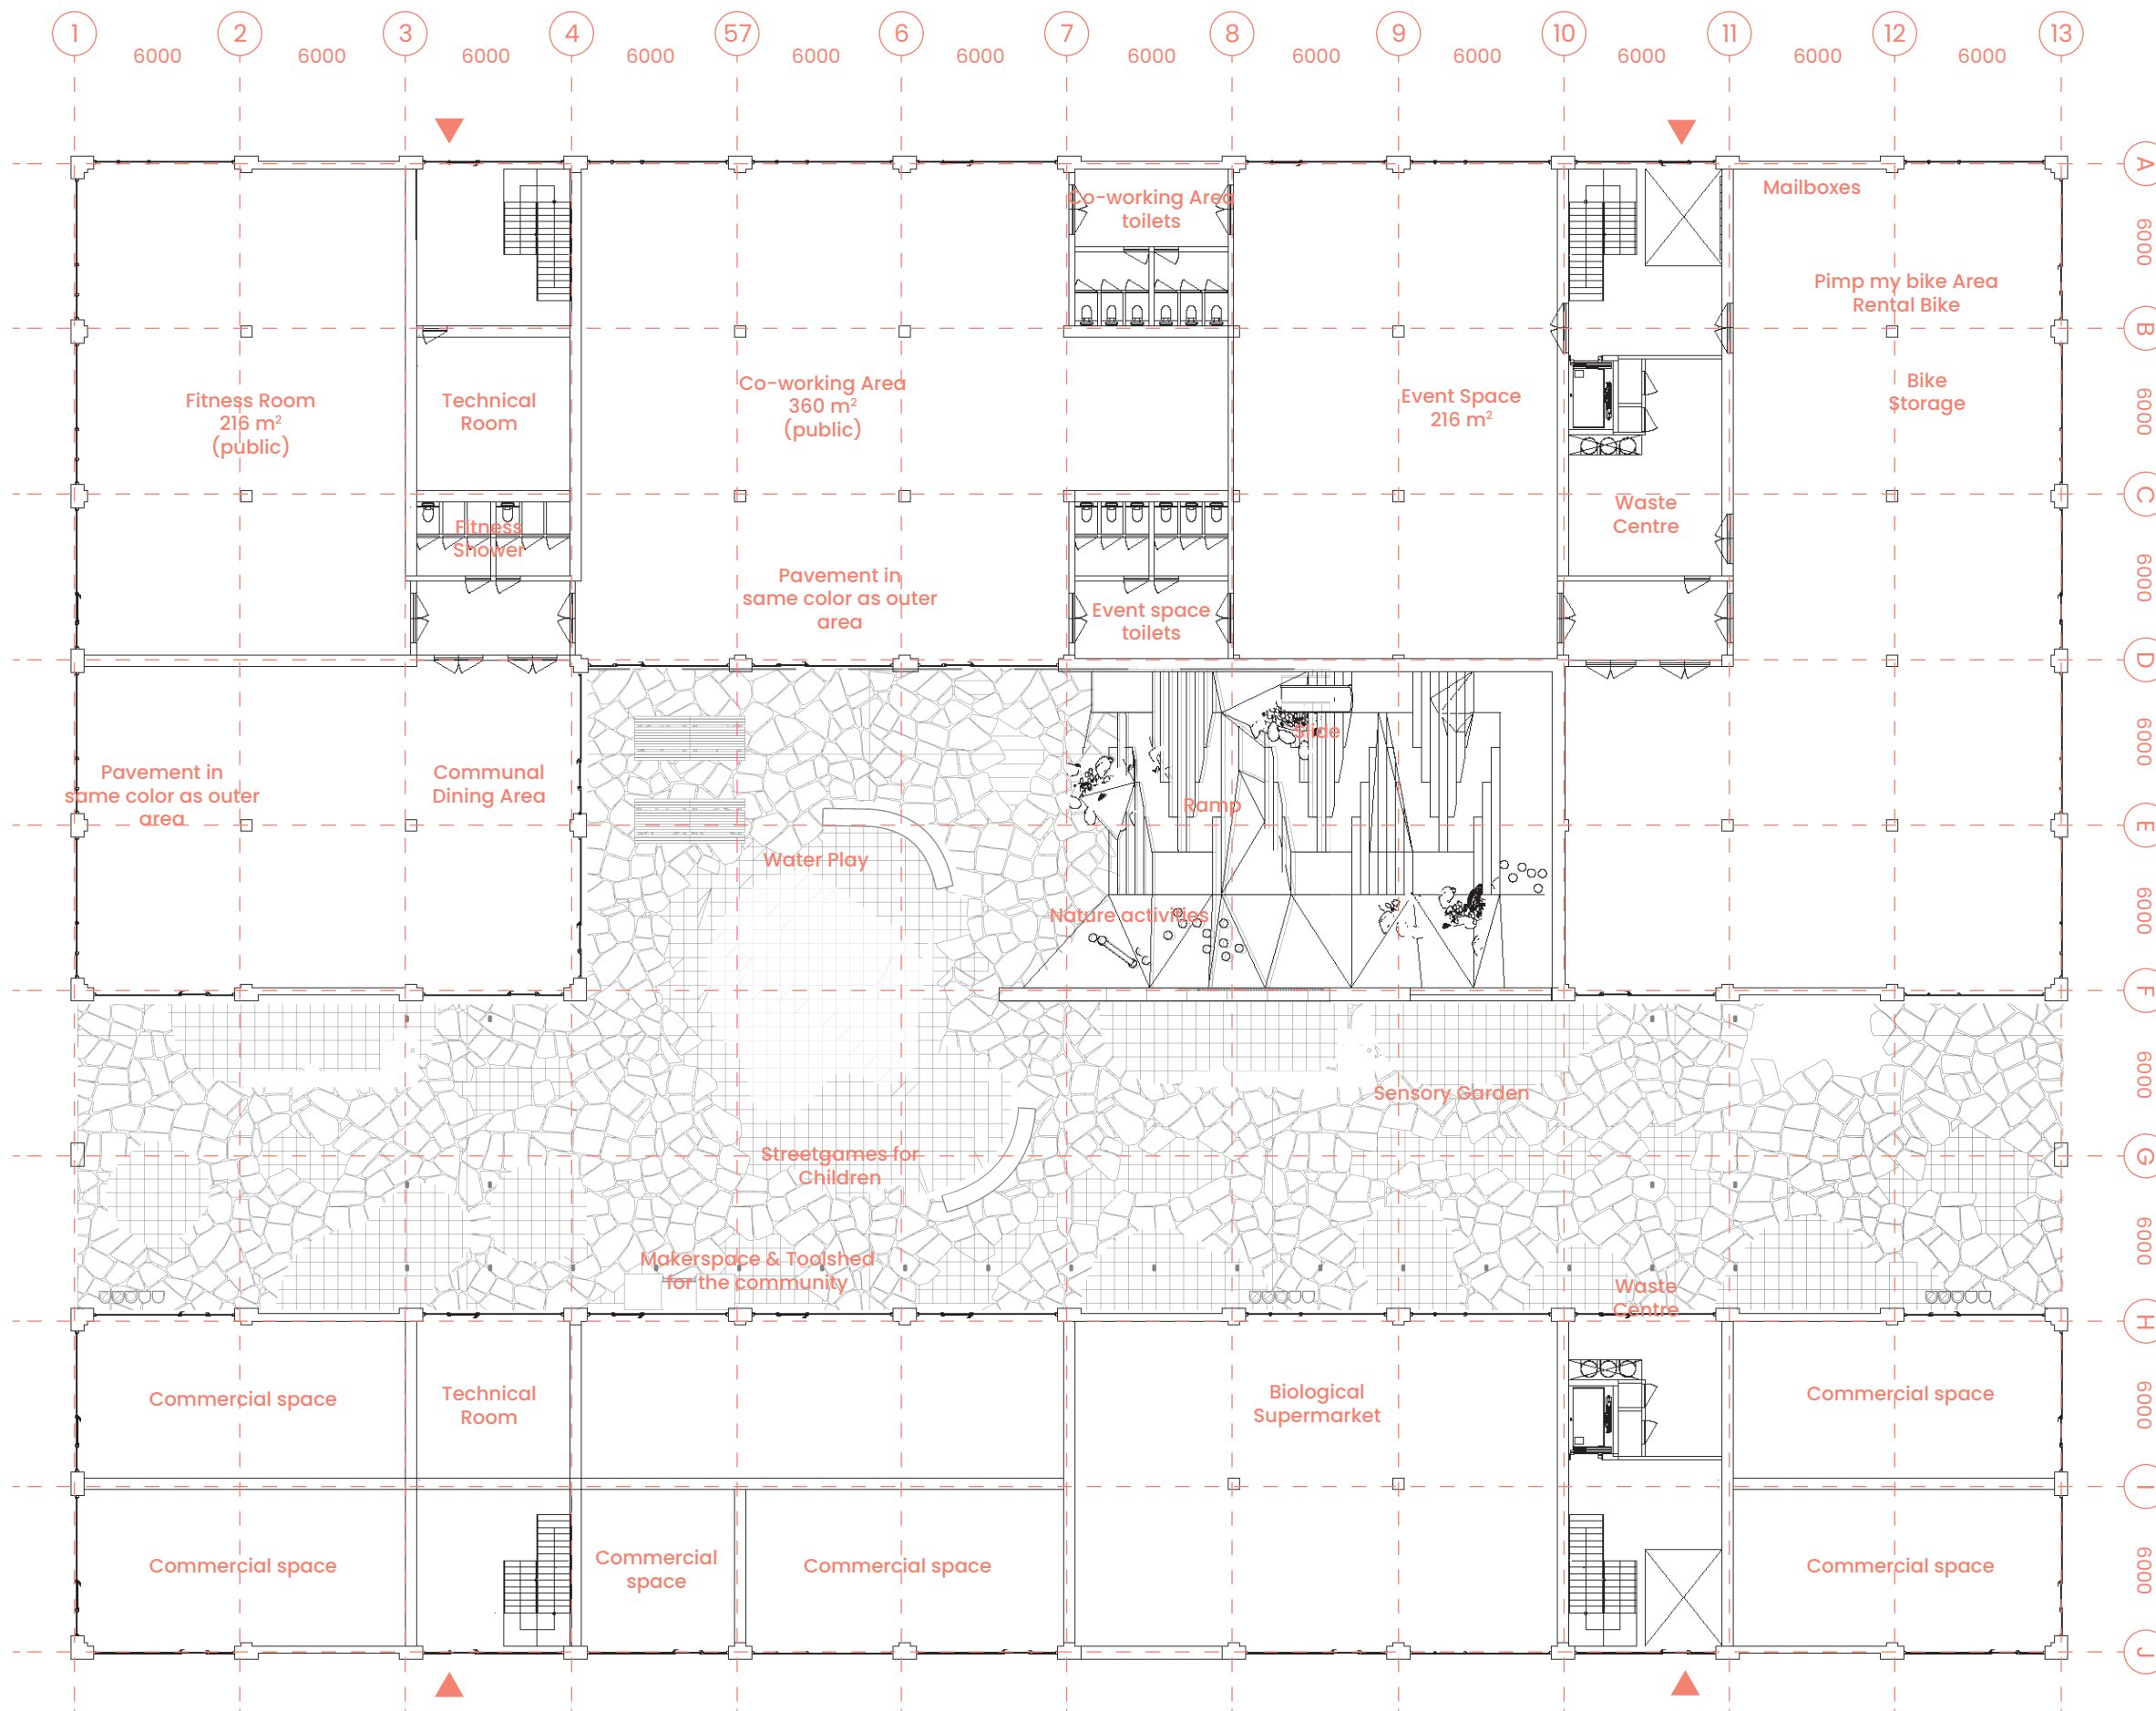 1 2 3 4 57 6 7 8 9 10 11 12 13
6000 6000 6000 6000 6000 6000 6000 6000 6000 6000 6000 6000
A
Mailboxes
Co-working Area
toilets
6000
Pimp my bike Area
Rental Bike
B
Fitness Room
216 m²
(public)
Technical
Room
Co-working Area
360 m²
(public)
Event Space
216 m²
Bike
Storage
6000
C
Fitness
Shower
Waste
Centre
Pavement in
same color as outer
area
Event space
toilets
6000
D
Slide
6000
Pavement in
same color as outer
area
Communal
Dining Area
Ramp
E
Water Play
Nature activities
6000
F
Sensory Garden
6000
Streetgames for
Children
G
Makerspace & Toolshed
for the community
6000
Waste
Centre
H
Commercial space
Technical
Room
Biological
Supermarket
Commercial space
6000
I
Commercial space
Commercial
space
Commercial space
Commercial space
6000
J